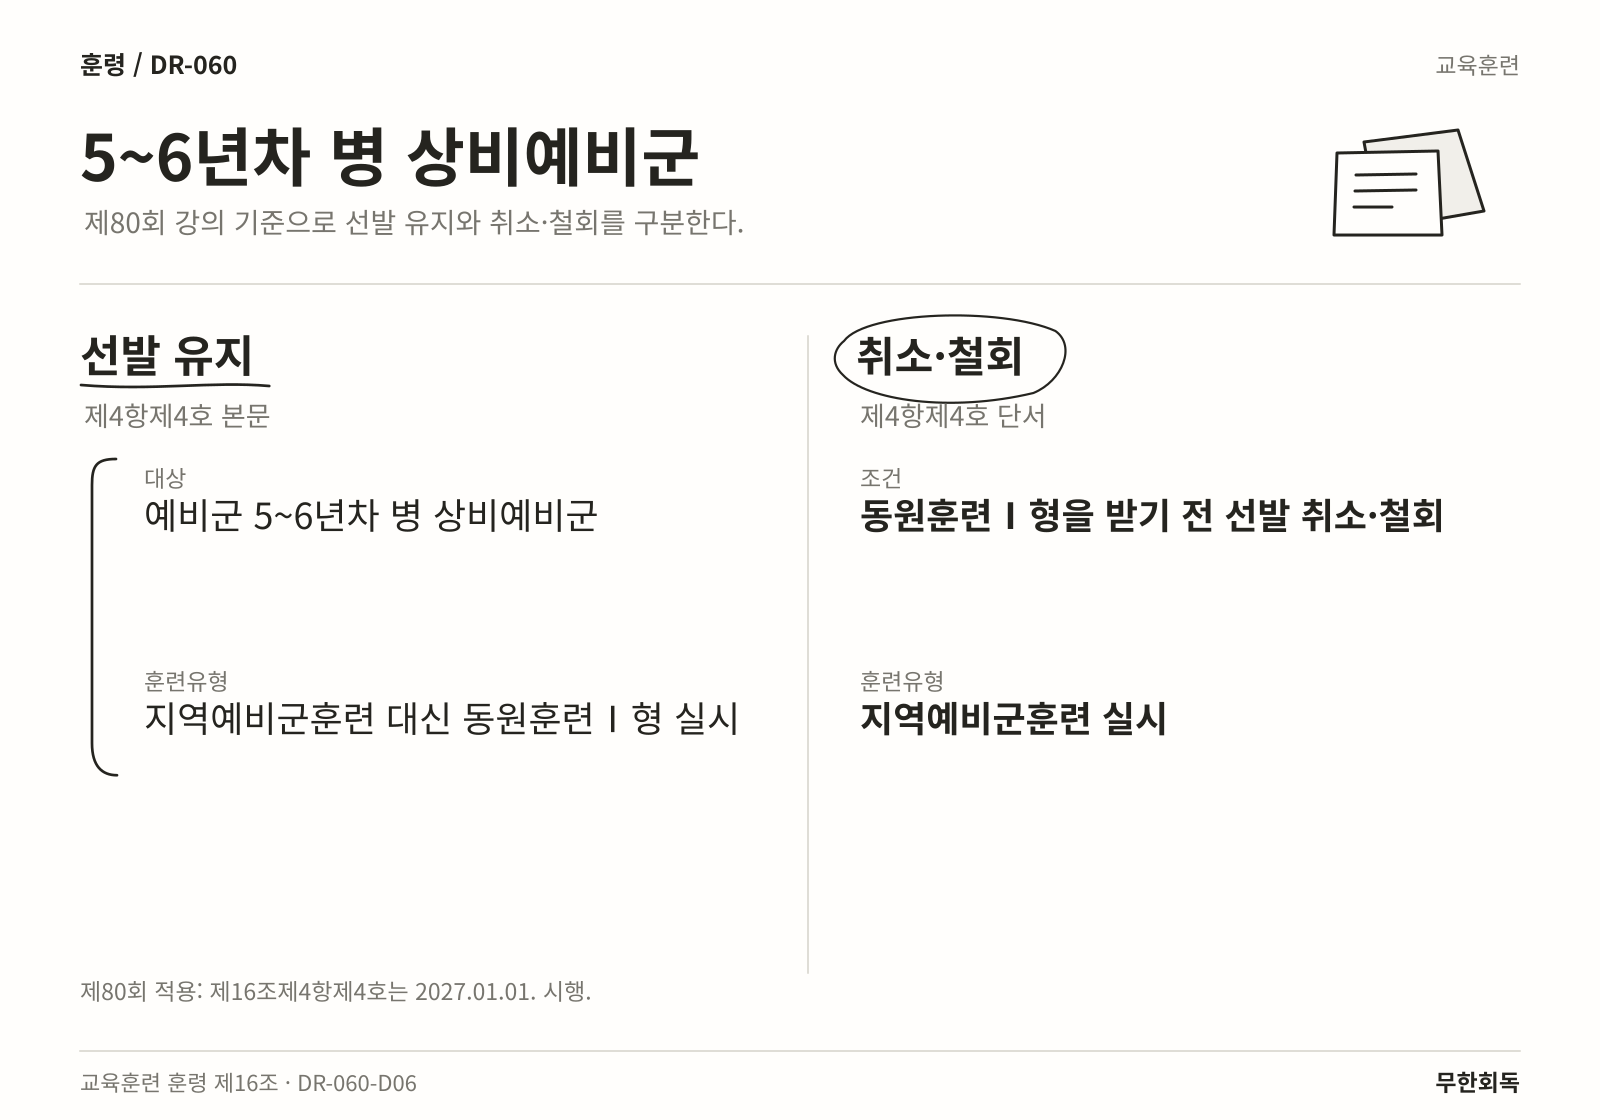 훈령 / DR-060
교육훈련
5~6년차 병 상비예비군
제80회 강의 기준으로 선발 유지와 취소·철회를 구분한다.
선발 유지
제4항제4호 본문
대상
예비군 5~6년차 병 상비예비군
훈련유형
지역예비군훈련 대신 동원훈련Ⅰ형 실시
취소·철회
제4항제4호 단서
조건
동원훈련Ⅰ형을 받기 전 선발 취소·철회
훈련유형
지역예비군훈련 실시
제80회 적용: 제16조제4항제4호는 2027.01.01. 시행.
교육훈련 훈령 제16조 · DR-060-D06
무한회독